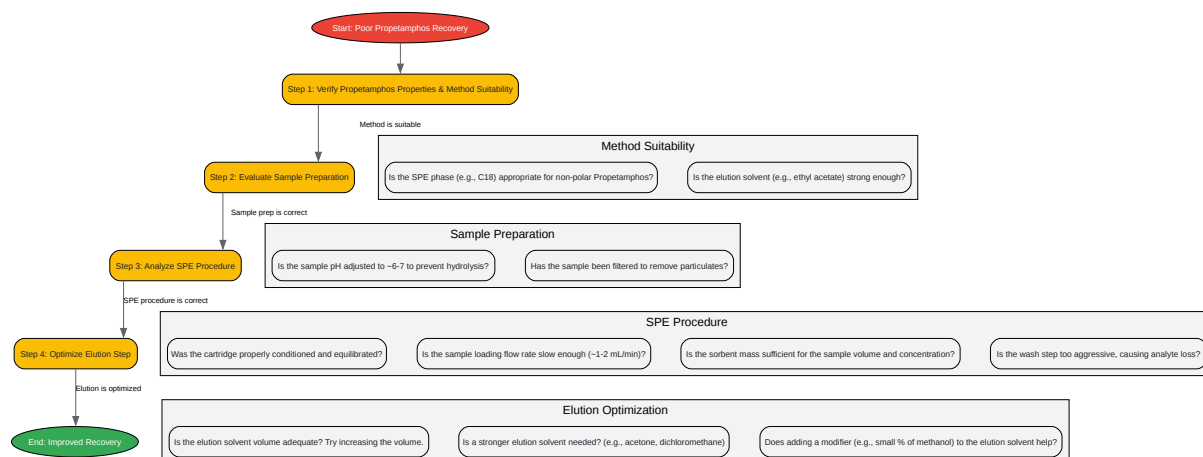 Start: Poor Propetamphos Recovery
Step 1: Verify Propetamphos Properties & Method Suitability
Method is suitable
Method Suitability
Is the SPE phase (e.g., C18) appropriate for non-polar Propetamphos?
Is the elution solvent (e.g., ethyl acetate) strong enough?
Step 2: Evaluate Sample Preparation
Sample prep is correct
Sample Preparation
Is the sample pH adjusted to ~6-7 to prevent hydrolysis?
Has the sample been filtered to remove particulates?
Step 3: Analyze SPE Procedure
SPE procedure is correct
SPE Procedure
Was the cartridge properly conditioned and equilibrated?
Is the sample loading flow rate slow enough (~1-2 mL/min)?
Is the sorbent mass sufficient for the sample volume and concentration?
Is the wash step too aggressive, causing analyte loss?
Step 4: Optimize Elution Step
Elution is optimized
Elution Optimization
Is the elution solvent volume adequate? Try increasing the volume.
Is a stronger elution solvent needed? (e.g., acetone, dichloromethane)
Does adding a modifier (e.g., small % of methanol) to the elution solvent help?
End: Improved Recovery